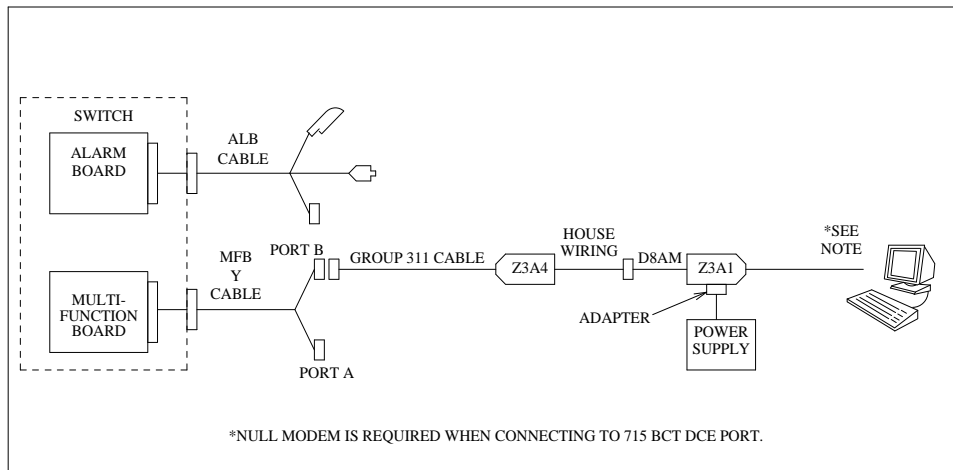 SWITCH
ALARM
BOARD
ALB
CABLE
MULTI-
FUNCTION
BOARD
MFB
Y
CABLE
PORT B
PORT A
GROUP 311 CABLE
Z3A4
HOUSE
WIRING
D8AM
Z3A1
ADAPTER
POWER
SUPPLY
*SEE
NOTE
*NULL MODEM IS REQUIRED WHEN CONNECTING TO 715 BCT DCE PORT.